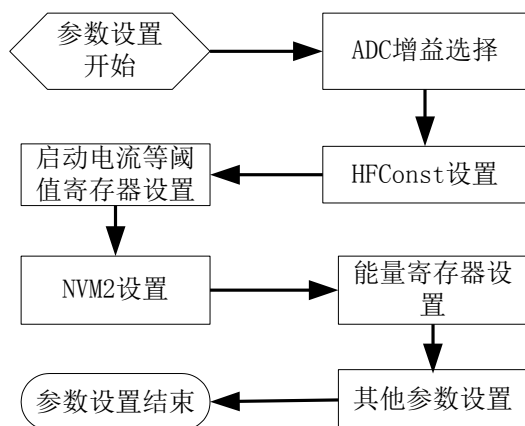 参数设置
开始
ADC增益选择
HFConst设置
启动电流等阈
值寄存器设置
NVM2设置
能量寄存器设
置
其他参数设置
参数设置结束